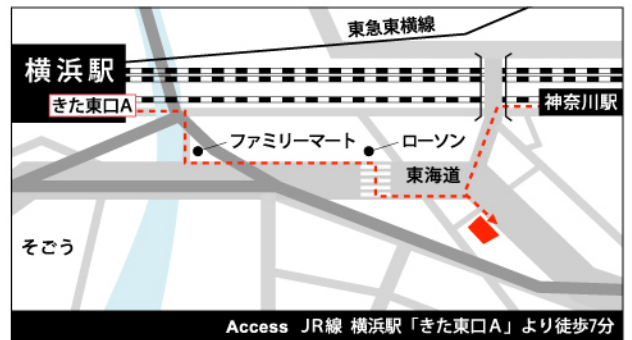 東急東横線
横浜駅
きた東口A
神奈川駅
ファミリーマート
ローソン
東海道
そごう
Access JR線 横浜駅「きた東口A」より徒歩7分